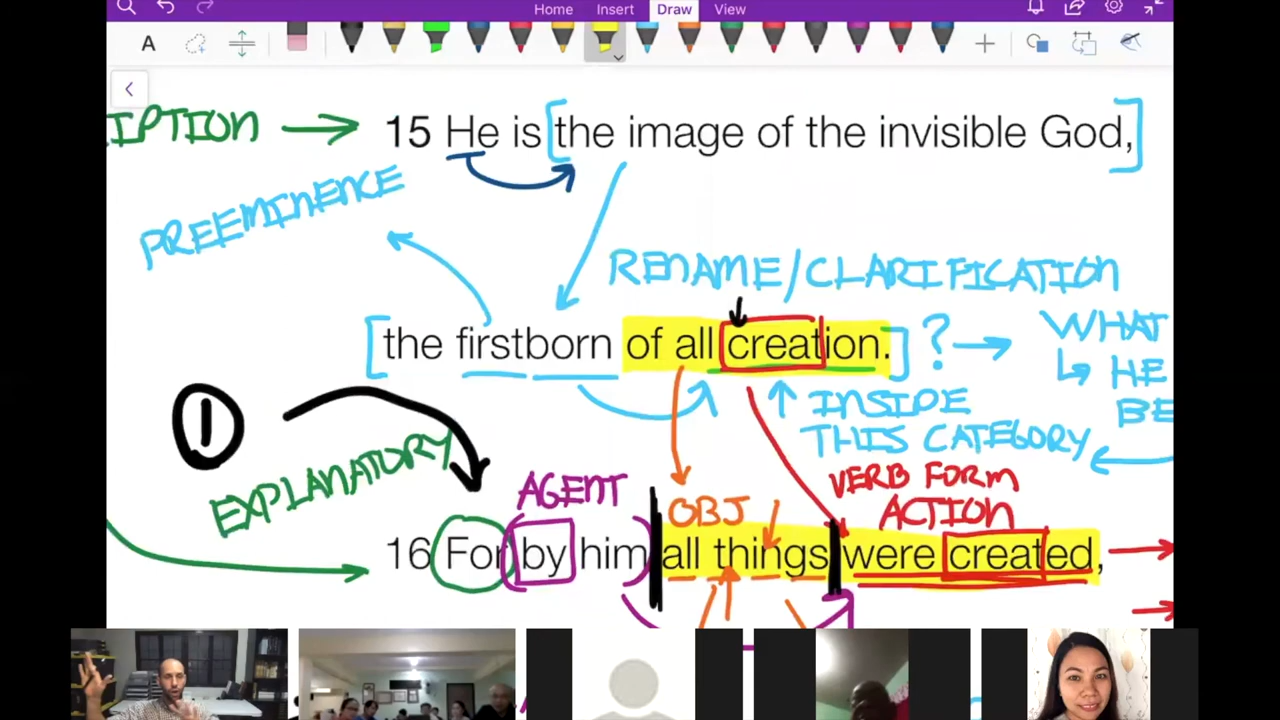 Home Insert Draw View
A
IPTION → 15 He is [the image of the invisible God,]
PREEMINENCE
RENAME/CLARIFICATION
[the firstborn of all creation.] ? → WHAT
↳ HE
BE
INSIDE
THIS CATEGORY
1
EXPLANATORY
AGENT
OBJ
VERB FORM
ACTION
16 For by him all things were created,